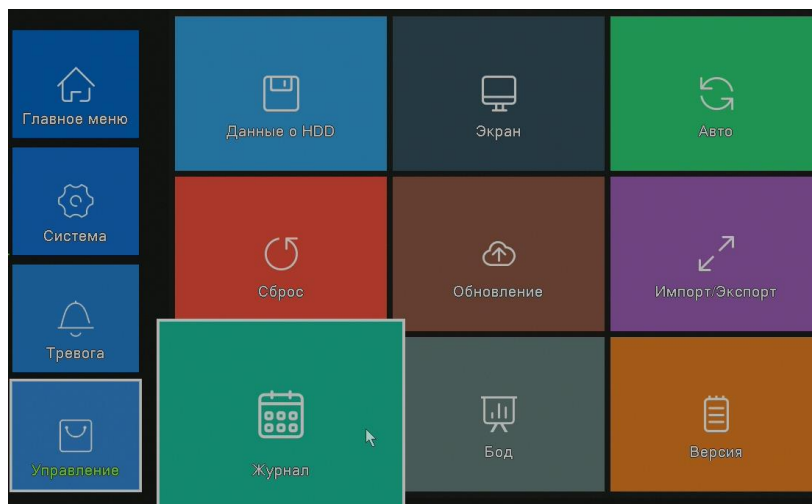 Главное меню
Данные о HDD
Экран
Авто
Система
Сброс
Обновление
Импорт/Экспорт
Тревога
Управление
Журнал
Бод
Версия